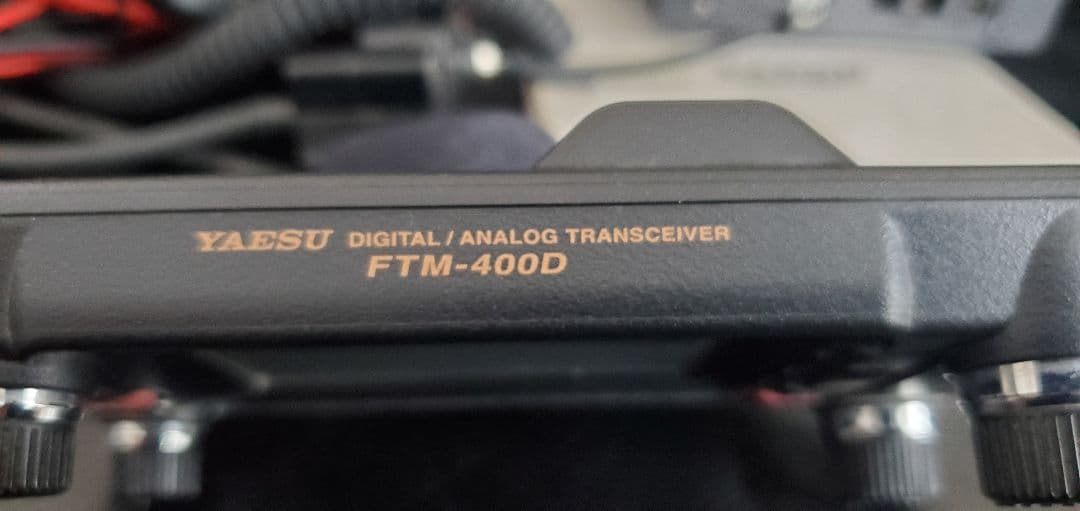 YAESU DIGITAL / ANALOG TRANSCEIVER
FTM-400D